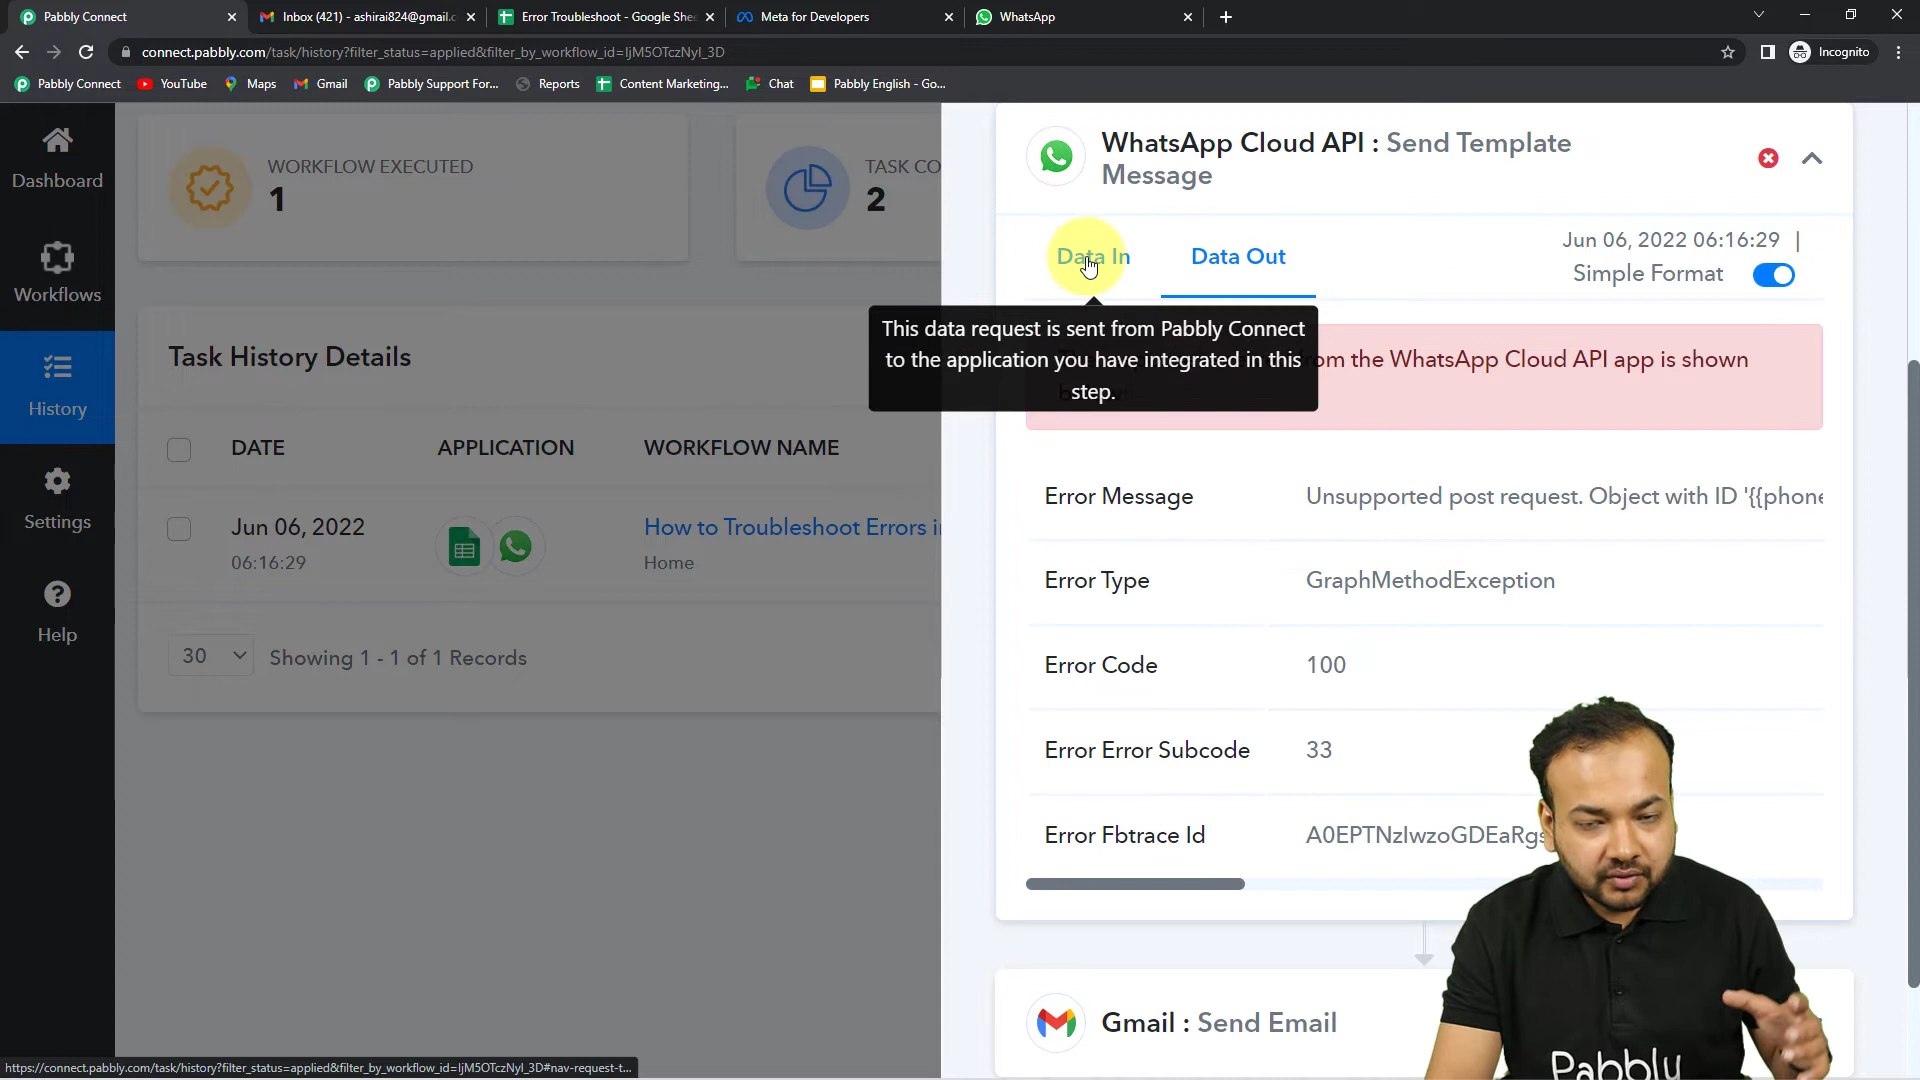 Pabbly Connect
Inbox (421) - ashirai824@gmail.c
Error Troubleshoot - Google She
Meta for Developers
WhatsApp
connect.pabbly.com/task/history?filter_status=applied&filter_by_workflow_id=IjM5OTczNyI_3D
Incognito
Pabbly Connect
YouTube
Maps
Gmail
Pabbly Support For...
Reports
Content Marketing...
Chat
Pabbly English - Go...
Dashboard
Workflows
History
Settings
Help
WORKFLOW EXECUTED
1
TASK CO
2
Task History Details
DATE
APPLICATION
WORKFLOW NAME
Jun 06, 2022
06:16:29
How to Troubleshoot Errors i
Home
30
Showing 1 - 1 of 1 Records
WhatsApp Cloud API : Send Template
Message
Data In
Data Out
Jun 06, 2022 06:16:29 |
Simple Format
This data request is sent from Pabbly Connect
to the application you have integrated in this
step.
from the WhatsApp Cloud API app is shown
Error Message
Unsupported post request. Object with ID '{{phone
Error Type
GraphMethodException
Error Code
100
Error Error Subcode
33
Error Fbtrace Id
A0EPTNzIwzoGDEaRgs
Gmail : Send Email
Pabbly
https://connect.pabbly.com/task/history?filter_status=applied&filter_by_workflow_id=IjM5OTczNyI_3D#nav-request-t...